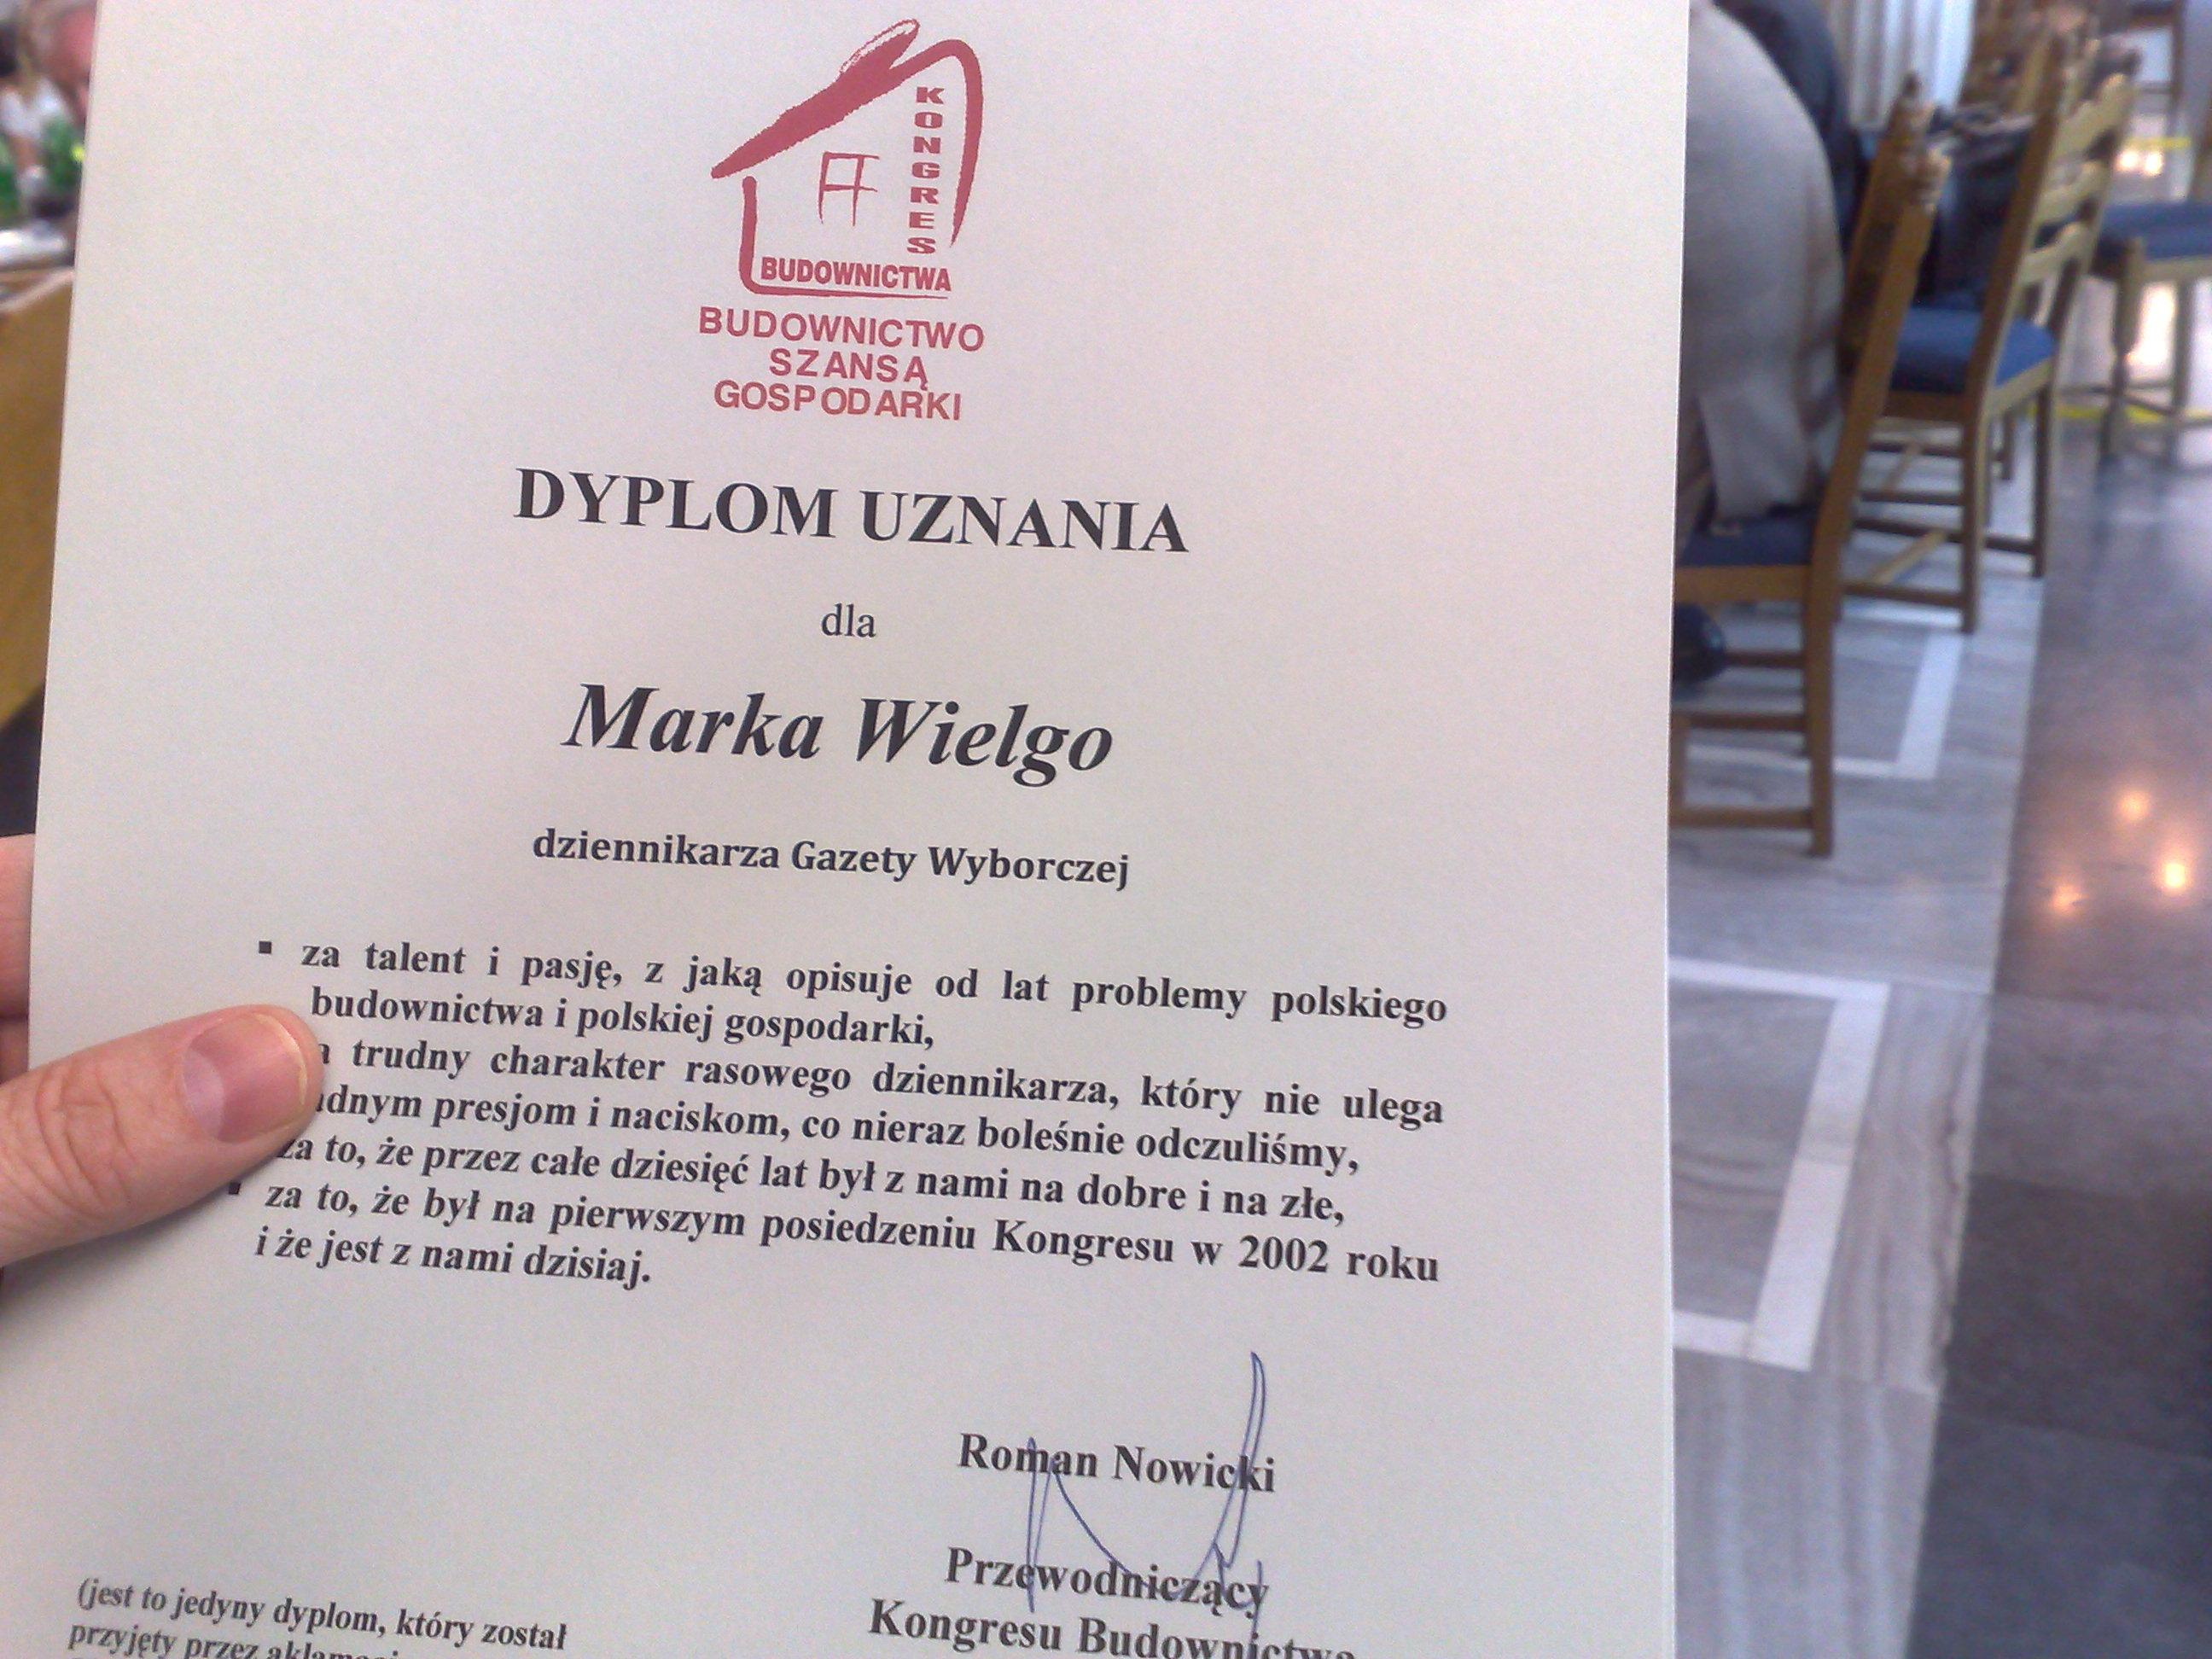 KONGRES
BUDOWNICTWA
BUDOWNICTWO
SZANSĄ
GOSPODARKI
DYPLOM UZNANIA
dla
Marka Wielgo
dziennikarza Gazety Wyborczej
▪ za talent i pasję, z jaką opisuje od lat problemy polskiego
budownictwa i polskiej gospodarki,
trudny charakter rasowego dziennikarza, który nie ulega
presjom i naciskom, co nieraz boleśnie odczuliśmy,
za to, że przez całe dziesięć lat był z nami na dobre i na złe,
▪ za to, że był na pierwszym posiedzeniu Kongresu w 2002 roku
i że jest z nami dzisiaj.
Roman Nowicki
Przewodniczący
Kongresu Budownictwa
(jest to jedyny dyplom, który został
przyjęty przez